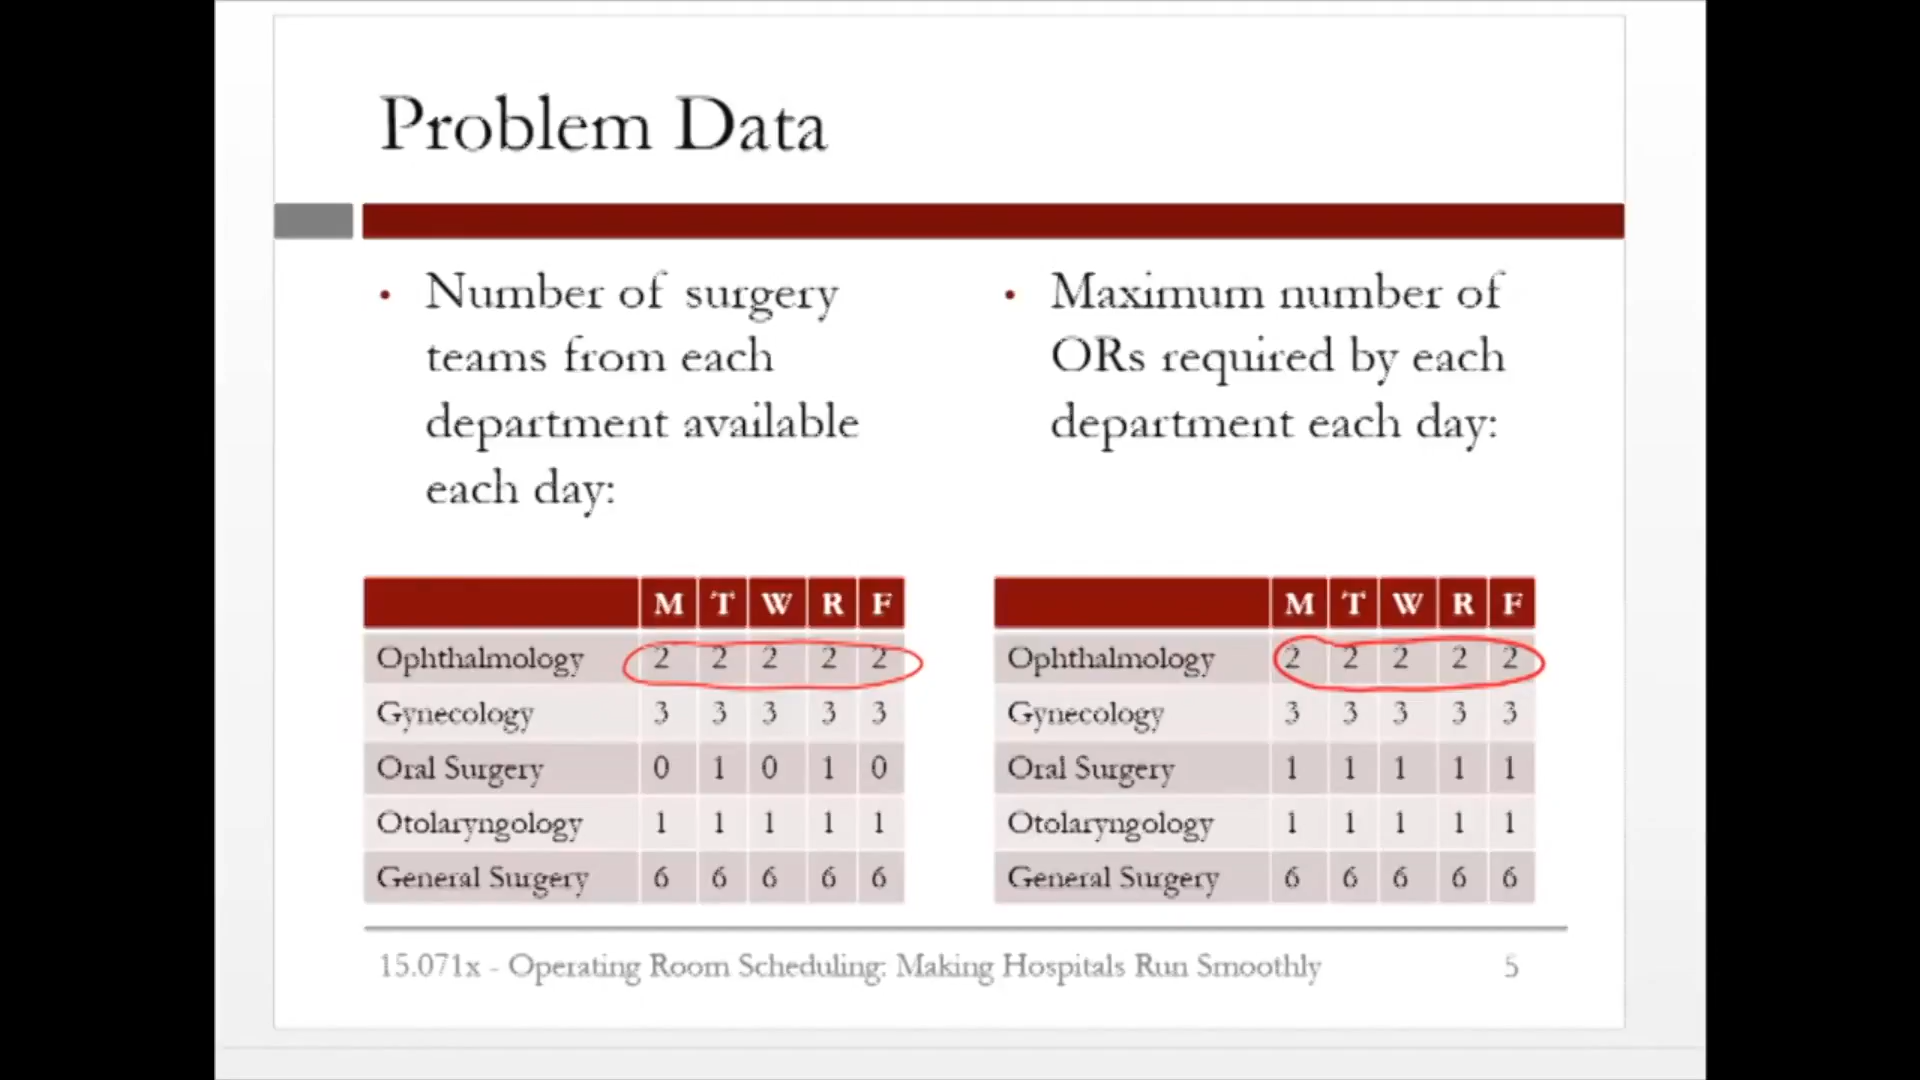 Problem Data
• Number of surgery
teams from each
department available
each day:
• Maximum number of
ORs required by each
department each day:
M T W R F
Ophthalmology 2 2 2 2 2
Gynecology 3 3 3 3 3
Oral Surgery 0 1 0 1 0
Otolaryngology 1 1 1 1 1
General Surgery 6 6 6 6 6
M T W R F
Ophthalmology 2 2 2 2 2
Gynecology 3 3 3 3 3
Oral Surgery 1 1 1 1 1
Otolaryngology 1 1 1 1 1
General Surgery 6 6 6 6 6
15.071x - Operating Room Scheduling: Making Hospitals Run Smoothly 5